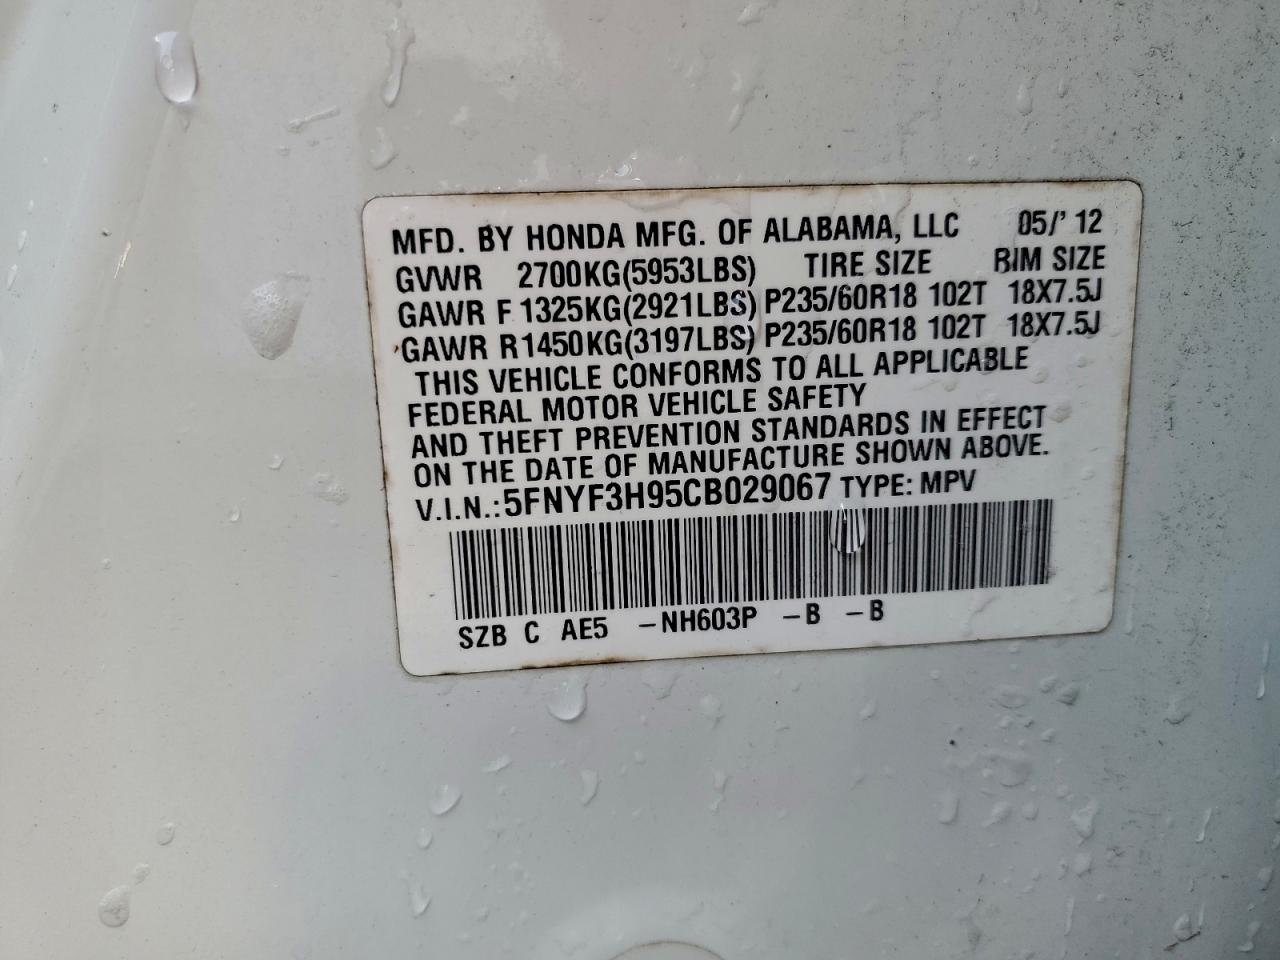 MFD. BY HONDA MFG. OF ALABAMA, LLC 05/' 12
GVWR 2700KG(5953LBS) TIRE SIZE RIM SIZE
GAWR F 1325KG(2921LBS) P235/60R18 102T 18X7.5J
GAWR R1450KG(3197LBS) P235/60R18 102T 18X7.5J
THIS VEHICLE CONFORMS TO ALL APPLICABLE
FEDERAL MOTOR VEHICLE SAFETY
AND THEFT PREVENTION STANDARDS IN EFFECT
ON THE DATE OF MANUFACTURE SHOWN ABOVE.
V.I.N.: 5FNYF3H95CB029067 TYPE: MPV
SZB C AE5 -NH603P -B -B